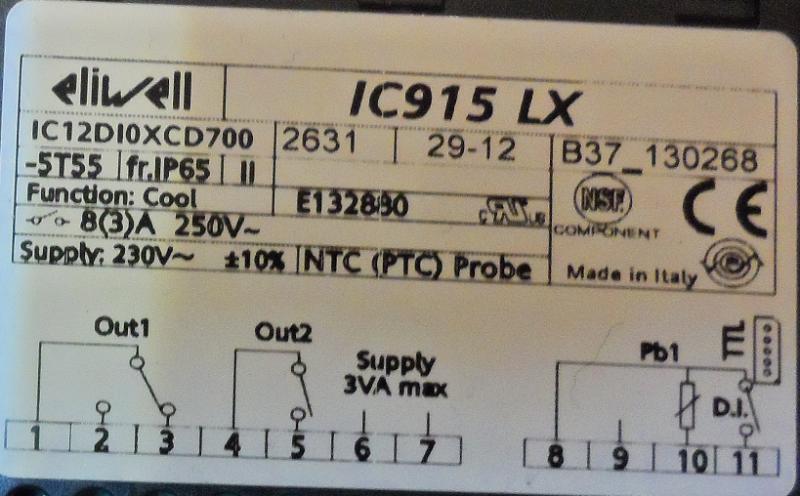 eliwell IC915 LX
IC12DI0XCD700 2631 29-12 B37_130268
-5T55 fr.IP65 II
Function: Cool E132880 NSF
8(3)A 250V~ COMPONENT
Supply: 230V~ ±10% NTC (PTC) Probe Made in Italy
Out1 Out2 Supply 3VA max Pb1 TTL
D.I.
1 2 3 4 5 6 7 8 9 10 11